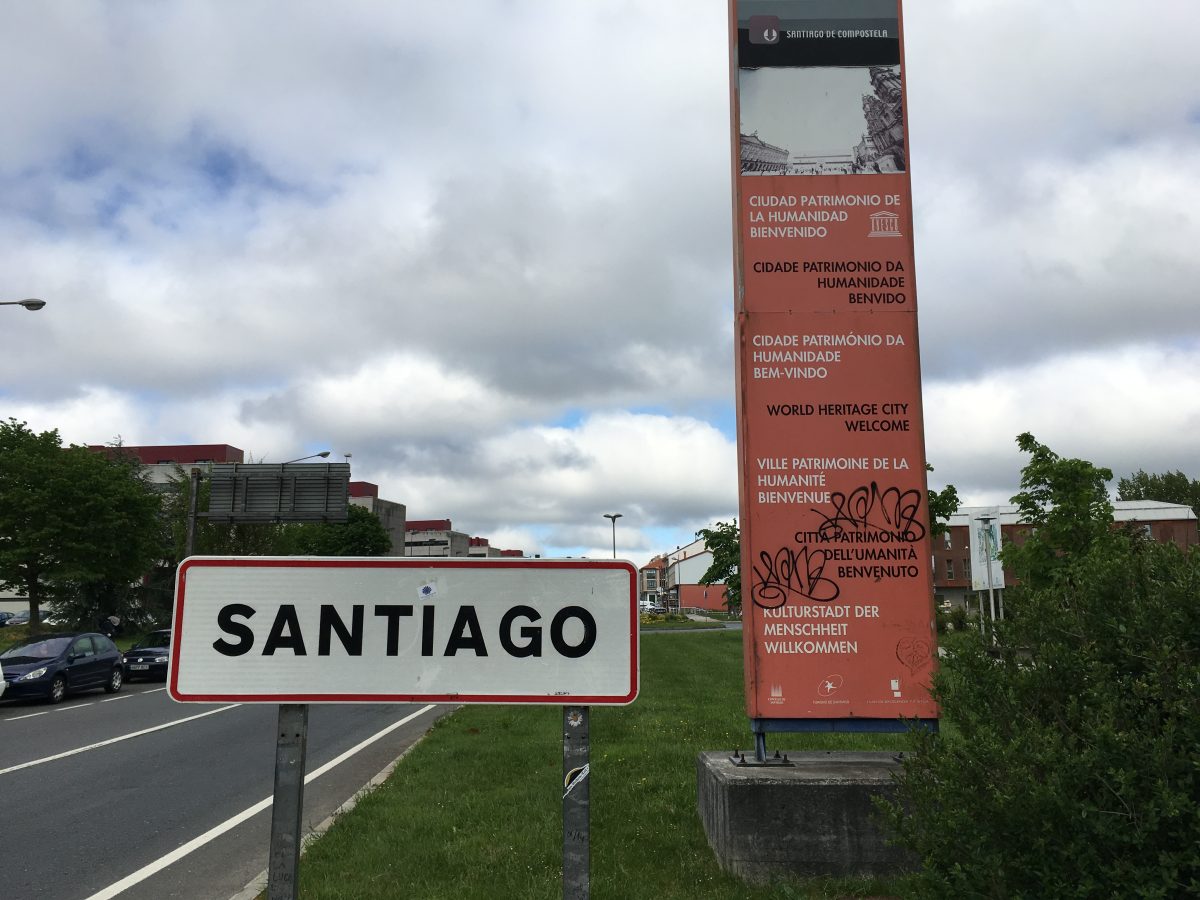 SANTIAGO DE COMPOSTELA
CIUDAD PATRIMONIO DE
LA HUMANIDAD
BIENVENIDO
UNESCO
CIDADE PATRIMONIO DA
HUMANIDADE
BENVIDO
CIDADE PATRIMÓNIO DA
HUMANIDADE
BEM-VINDO
WORLD HERITAGE CITY
WELCOME
VILLE PATRIMOINE DE LA
HUMANITÉ
BIENVENUE
CITTÀ PATRIMONIO
DELL'UMANITÀ
BENVENUTO
KULTURSTADT DER
MENSCHHEIT
WILLKOMMEN
SANTIAGO